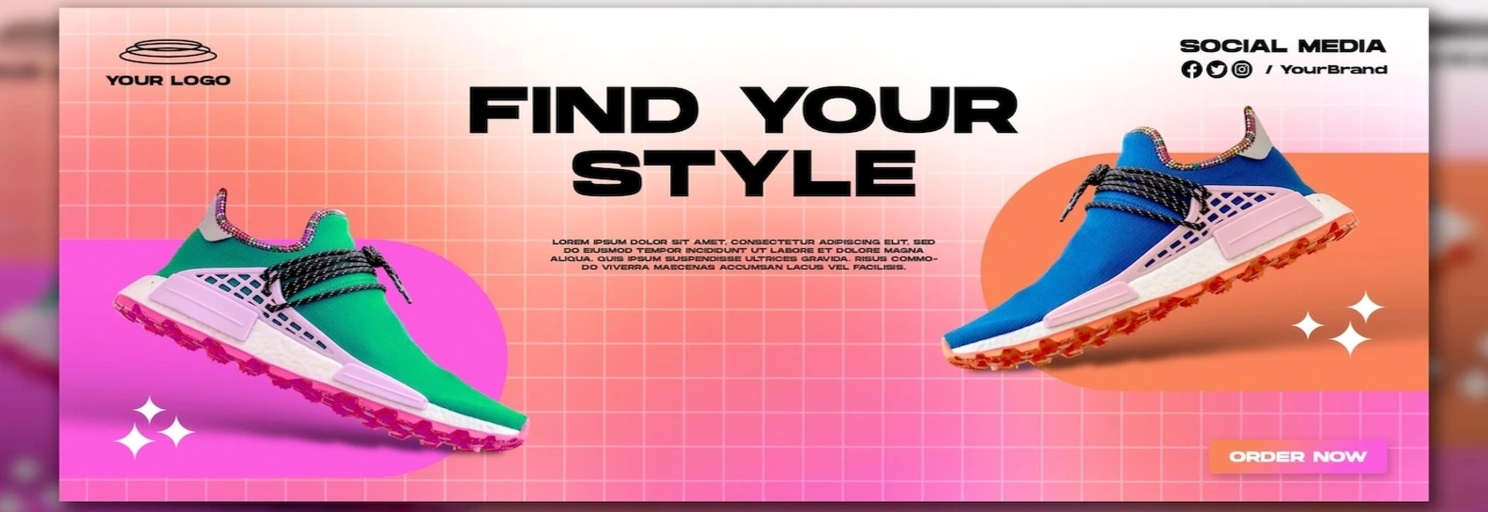 YOUR LOGO
SOCIAL MEDIA
/ YourBrand
FIND YOUR
STYLE
LOREM IPSUM DOLOR SIT AMET, CONSECTETUR ADIPISCING ELIT, SED
DO EIUSMOD TEMPOR INCIDIDUNT UT LABORE ET DOLORE MAGNA
ALIQUA. QUIS IPSUM SUSPENDISSE ULTRICES GRAVIDA. RISUS COMMO-
DO VIVERRA MAECENAS ACCUMSAN LACUS VEL FACILISIS.
ORDER NOW